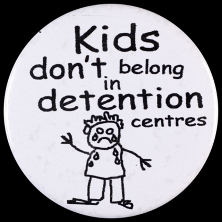 Kids
don't belong
in
detention
centres